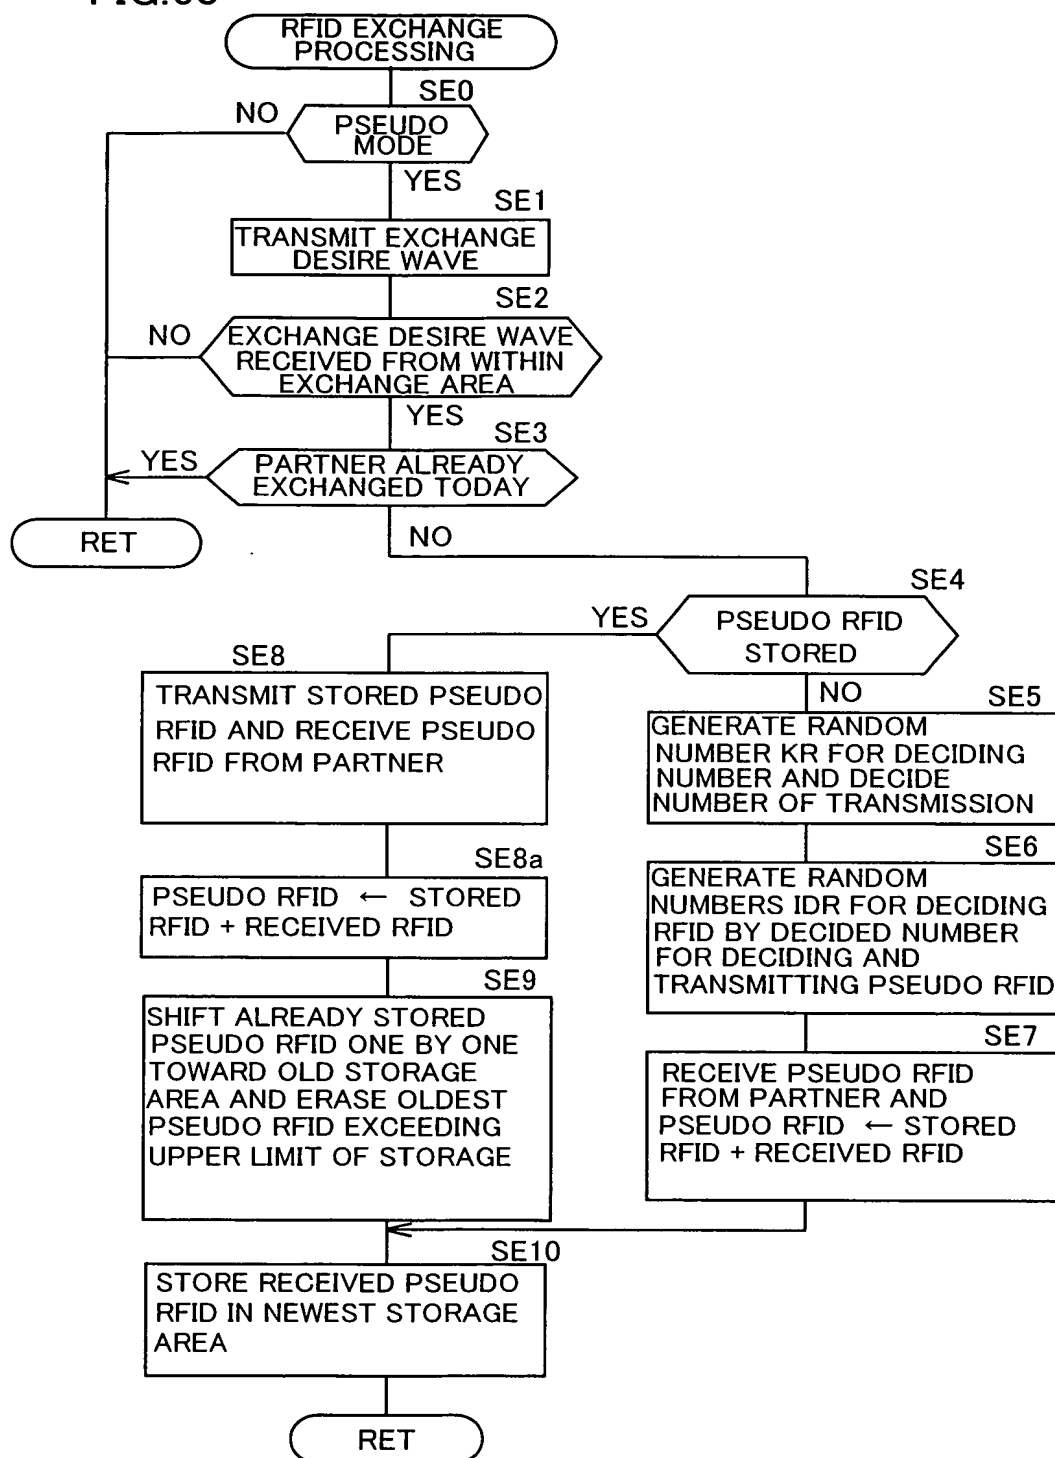 RFID EXCHANGE
PROCESSING
SE0
NO
PSEUDO
MODE
YES
SE1
TRANSMIT EXCHANGE
DESIRE WAVE
SE2
NO
EXCHANGE DESIRE WAVE
RECEIVED FROM WITHIN
EXCHANGE AREA
YES
SE3
YES
PARTNER ALREADY
EXCHANGED TODAY
RET
NO
SE4
YES
PSEUDO RFID
STORED
NO
SE8
TRANSMIT STORED PSEUDO
RFID AND RECEIVE PSEUDO
RFID FROM PARTNER
SE5
GENERATE RANDOM
NUMBER KR FOR DECIDING
NUMBER AND DECIDE
NUMBER OF TRANSMISSION
SE8a
PSEUDO RFID ← STORED
RFID + RECEIVED RFID
SE6
GENERATE RANDOM
NUMBERS IDR FOR DECIDING
RFID BY DECIDED NUMBER
FOR DECIDING AND
TRANSMITTING PSEUDO RFID
SE9
SHIFT ALREADY STORED
PSEUDO RFID ONE BY ONE
TOWARD OLD STORAGE
AREA AND ERASE OLDEST
PSEUDO RFID EXCEEDING
UPPER LIMIT OF STORAGE
SE7
RECEIVE PSEUDO RFID
FROM PARTNER AND
PSEUDO RFID ← STORED
RFID + RECEIVED RFID
SE10
STORE RECEIVED PSEUDO
RFID IN NEWEST STORAGE
AREA
RET